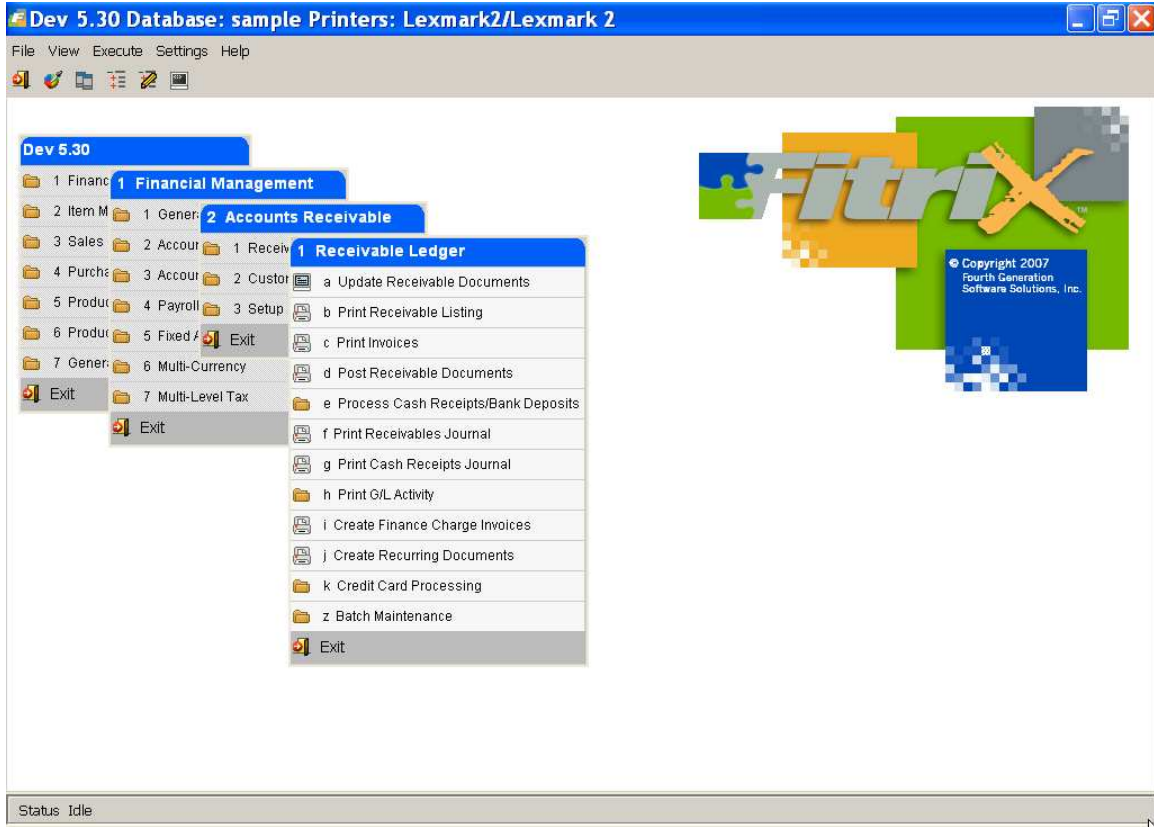 Dev 5.30 Database: sample Printers: Lexmark2/Lexmark 2
File View Execute Settings Help
Dev 5.30
1 Financ
2 Item M
3 Sales
4 Purcha
5 Produc
6 Produc
7 Genera
Exit
1 Financial Management
1 Genera
2 Accour
3 Accour
4 Payroll
5 Fixed A
6 Multi-Currency
7 Multi-Level Tax
Exit
2 Accounts Receivable
1 Receiv
2 Custor
3 Setup
Exit
1 Receivable Ledger
a Update Receivable Documents
b Print Receivable Listing
c Print Invoices
d Post Receivable Documents
e Process Cash Receipts/Bank Deposits
f Print Receivables Journal
g Print Cash Receipts Journal
h Print G/L Activity
i Create Finance Charge Invoices
j Create Recurring Documents
k Credit Card Processing
z Batch Maintenance
Exit
FitriX ™
© Copyright 2007
Fourth Generation
Software Solutions, Inc.
Status Idle